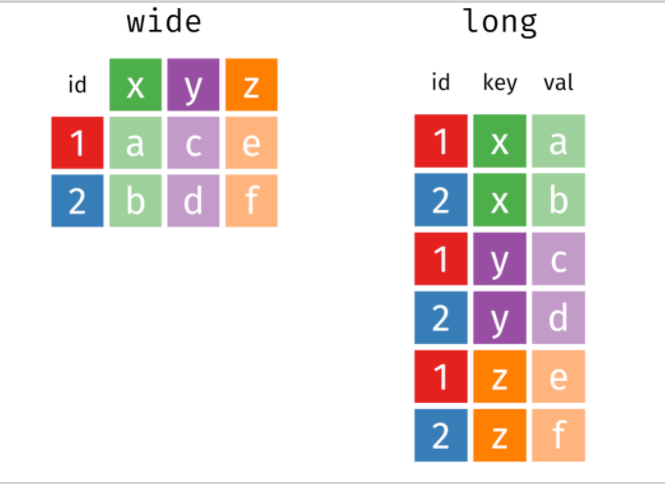 wide
id x y z
1 a c e
2 b d f
long
id key val
1 x a
2 x b
1 y c
2 y d
1 z e
2 z f